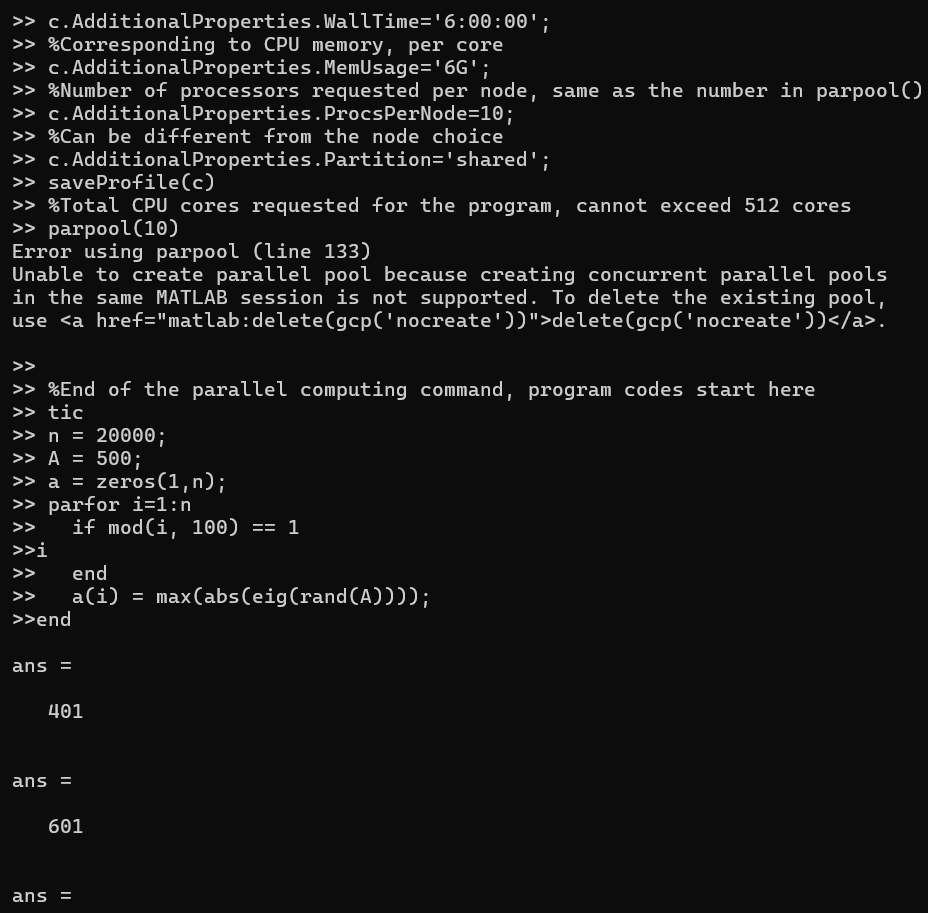 >> c.AdditionalProperties.WallTime='6:00:00';
>> %Corresponding to CPU memory, per core
>> c.AdditionalProperties.MemUsage='6G';
>> %Number of processors requested per node, same as the number in parpool()
>> c.AdditionalProperties.ProcsPerNode=10;
>> %Can be different from the node choice
>> c.AdditionalProperties.Partition='shared';
>> saveProfile(c)
>> %Total CPU cores requested for the program, cannot exceed 512 cores
>> parpool(10)
Error using parpool (line 133)
Unable to create parallel pool because creating concurrent parallel pools
in the same MATLAB session is not supported. To delete the existing pool,
use <a href="matlab:delete(gcp('nocreate'))">delete(gcp('nocreate'))</a>.
>>
>> %End of the parallel computing command, program codes start here
>> tic
>> n = 20000;
>> A = 500;
>> a = zeros(1,n);
>> parfor i=1:n
>>   if mod(i, 100) == 1
>>i
>>   end
>>   a(i) = max(abs(eig(rand(A))));
>>end
ans =
401
ans =
601
ans =